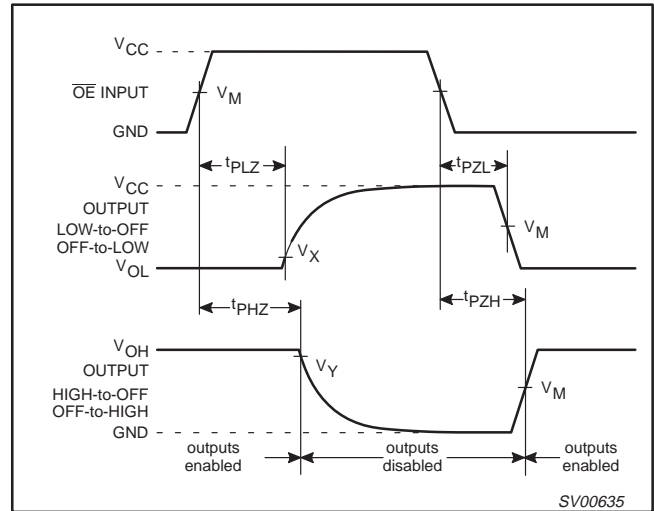 VCC
OE INPUT
VM
GND
tPLZ
tPZL
VCC
OUTPUT
LOW-to-OFF
OFF-to-LOW
VM
VX
VOL
tPHZ
tPZH
VOH
OUTPUT
VY
HIGH-to-OFF
OFF-to-HIGH
VM
GND
outputs enabled
outputs disabled
outputs enabled
SV00635